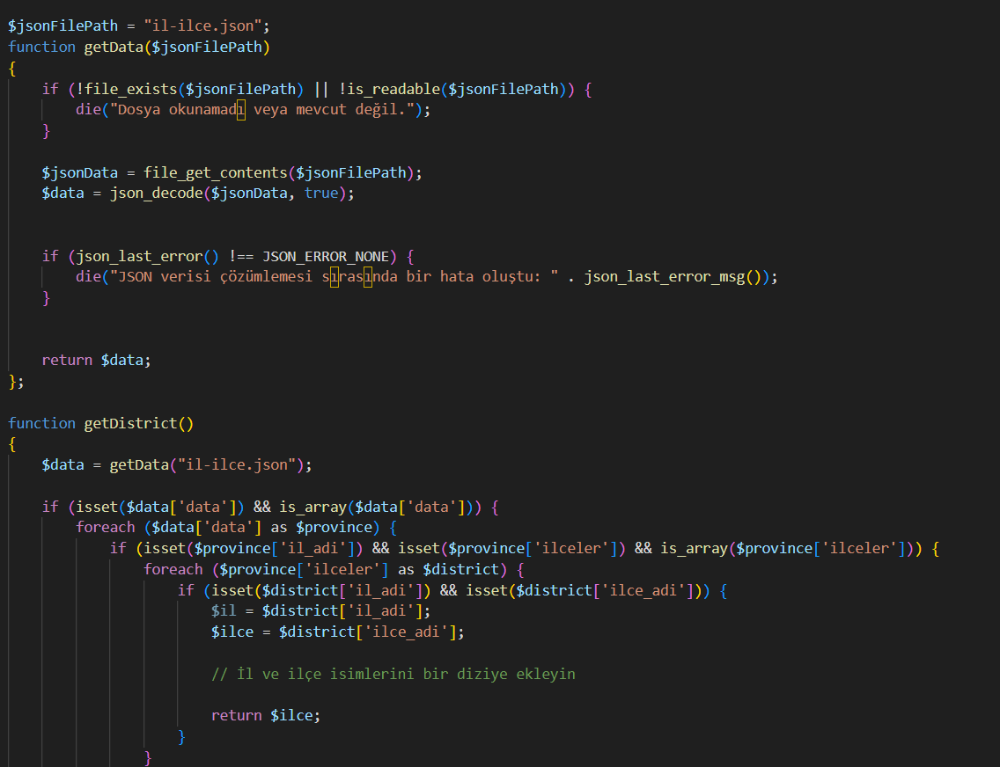 $jsonFilePath = "il-ilce.json";
function getData($jsonFilePath)
{
    if (!file_exists($jsonFilePath) || !is_readable($jsonFilePath)) {
        die("Dosya okunamadı veya mevcut değil.");
    }
    $jsonData = file_get_contents($jsonFilePath);
    $data = json_decode($jsonData, true);
    if (json_last_error() !== JSON_ERROR_NONE) {
        die("JSON verisi çözümlemesi sırasında bir hata oluştu: " . json_last_error_msg());
    }
    return $data;
};
function getDistrict()
{
    $data = getData("il-ilce.json");
    if (isset($data['data']) && is_array($data['data'])) {
        foreach ($data['data'] as $province) {
            if (isset($province['il_adi']) && isset($province['ilceler']) && is_array($province['ilceler'])) {
                foreach ($province['ilceler'] as $district) {
                    if (isset($district['il_adi']) && isset($district['ilce_adi'])) {
                        $il = $district['il_adi'];
                        $ilce = $district['ilce_adi'];
                        // İl ve ilçe isimlerini bir diziye ekleyin
                        return $ilce;
                    }
                }